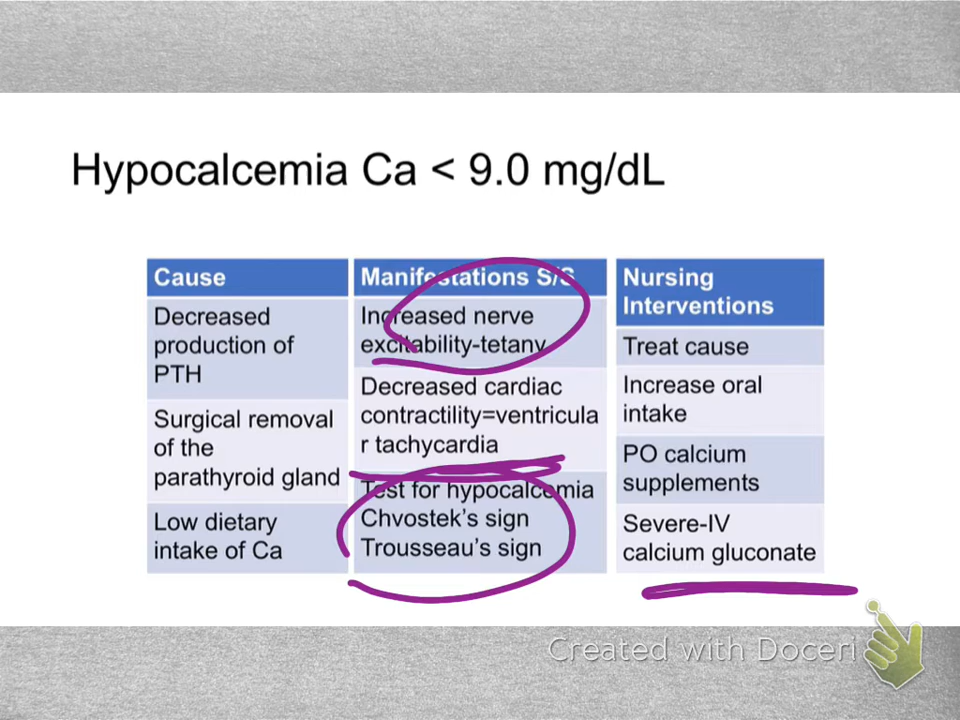 Hypocalcemia Ca < 9.0 mg/dL
Cause
Decreased
production of
PTH
Surgical removal
of the
parathyroid gland
Low dietary
intake of Ca
Manifestations S/S
Increased nerve
excitability-tetany
Decreased cardiac
contractility=ventricula
r tachycardia
Test for hypocalcemia
Chvostek's sign
Trousseau's sign
Nursing
Interventions
Treat cause
Increase oral
intake
PO calcium
supplements
Severe-IV
calcium gluconate
Created with Doceri